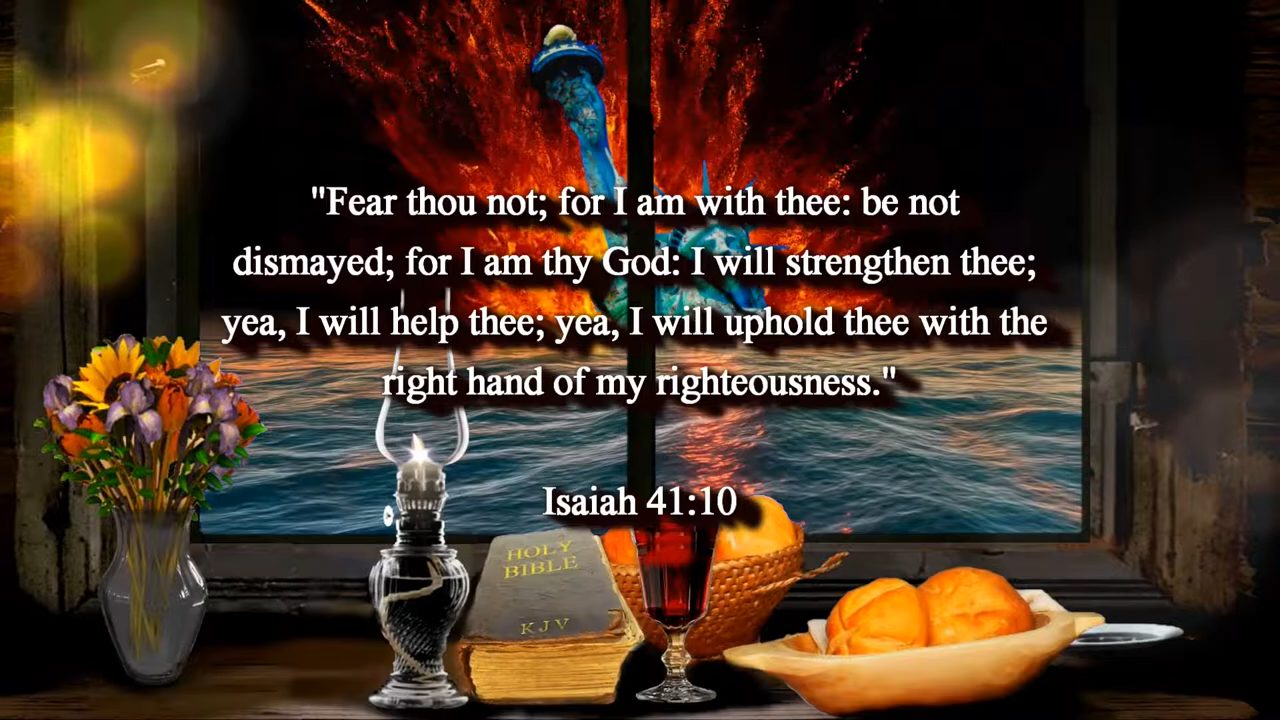 "Fear thou not; for I am with thee: be not
dismayed; for I am thy God: I will strengthen thee;
yea, I will help thee; yea, I will uphold thee with the
right hand of my righteousness."
Isaiah 41:10
HOLY
BIBLE
KJV